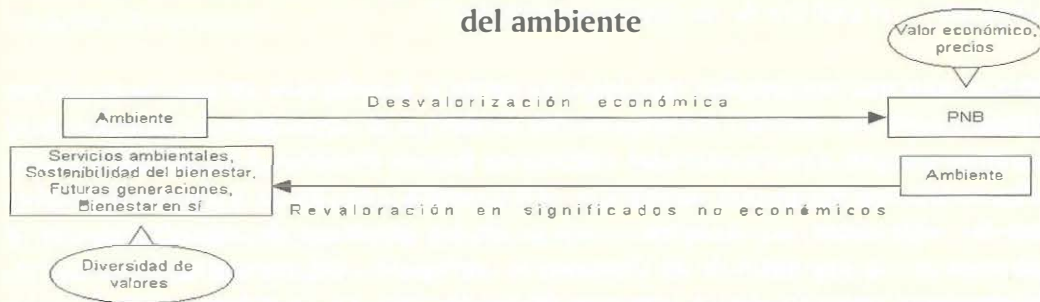 del ambiente
Valor económico,
precios
Desvalorización económica
Ambiente
PNB
Servicios ambientales,
Sostenibilidad del bienestar,
Futuras generaciones,
Bienestar en sí
Ambiente
Revaloración en significados no económicos
Diversidad de
valores